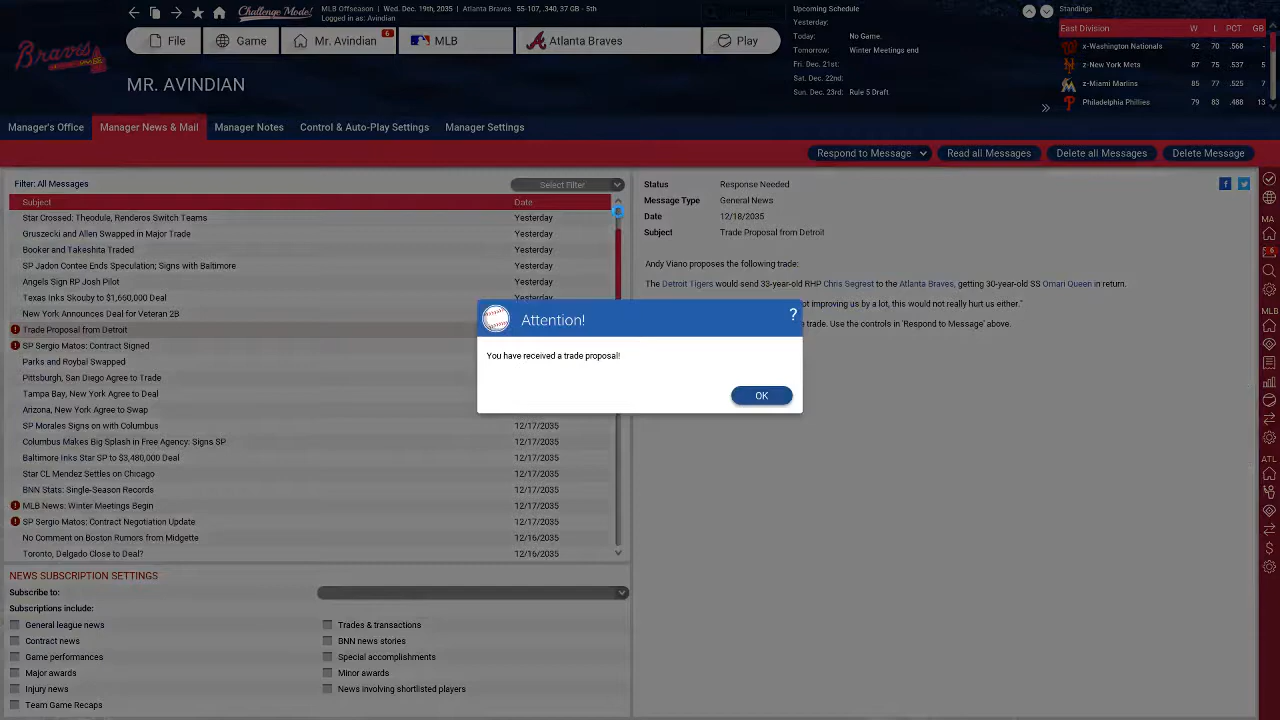 Challenge Mode!
MLB Offseason | Wed. Dec. 19th, 2035 | Atlanta Braves 55-107, .340, 37 GB - 5th
Logged in as: Avindian
File
Game
Mr. Avindian
6
MLB
Atlanta Braves
Play
Upcoming Schedule
Yesterday:
Today: No Game.
Tomorrow: Winter Meetings end
Fri. Dec. 21st:
Sat. Dec. 22nd:
Sun. Dec. 23rd: Rule 5 Draft
Standings
East Division W L PCT GB
x-Washington Nationals 92 70 .568 -
z-New York Mets 87 75 .537 5
z-Miami Marlins 85 77 .525 7
Philadelphia Phillies 79 83 .488 13
Braves
MR. AVINDIAN
Manager's Office
Manager News & Mail
Manager Notes
Control & Auto-Play Settings
Manager Settings
Respond to Message
Read all Messages
Delete all Messages
Delete Message
Filter: All Messages
Select Filter
Subject Date
Star Crossed: Theodule, Renderos Switch Teams Yesterday
Gruszecki and Allen Swapped in Major Trade Yesterday
Booker and Takeshita Traded Yesterday
SP Jadon Contee Ends Speculation; Signs with Baltimore Yesterday
Angels Sign RP Josh Pilot Yesterday
Texas Inks Skouby to $1,660,000 Deal Yesterday
New York Announces Deal for Veteran 2B
Trade Proposal from Detroit
SP Sergio Matos: Contract Signed
Parks and Roybal Swapped
Pittsburgh, San Diego Agree to Trade
Tampa Bay, New York Agree to Deal
Arizona, New York Agree to Swap
SP Morales Signs on with Columbus 12/17/2035
Columbus Makes Big Splash in Free Agency: Signs SP 12/17/2035
Baltimore Inks Star SP to $3,480,000 Deal 12/17/2035
Star CL Mendez Settles on Chicago 12/17/2035
BNN Stats: Single-Season Records 12/17/2035
MLB News: Winter Meetings Begin 12/17/2035
SP Sergio Matos: Contract Negotiation Update 12/17/2035
No Comment on Boston Rumors from Midgette 12/16/2035
Toronto, Delgado Close to Deal? 12/16/2035
Status Response Needed
Message Type General News
Date 12/18/2035
Subject Trade Proposal from Detroit
Andy Viano proposes the following trade:
The Detroit Tigers would send 33-year-old RHP Chris Segrest to the Atlanta Braves, getting 30-year-old SS Omari Queen in return.
ot improving us by a lot, this would not really hurt us either."
trade. Use the controls in 'Respond to Message' above.
Attention!
?
You have received a trade proposal!
OK
NEWS SUBSCRIPTION SETTINGS
Subscribe to:
Subscriptions include:
General league news
Trades & transactions
Contract news
BNN news stories
Game performances
Special accomplishments
Major awards
Minor awards
Injury news
News involving shortlisted players
Team Game Recaps
MA
MLB
ATL